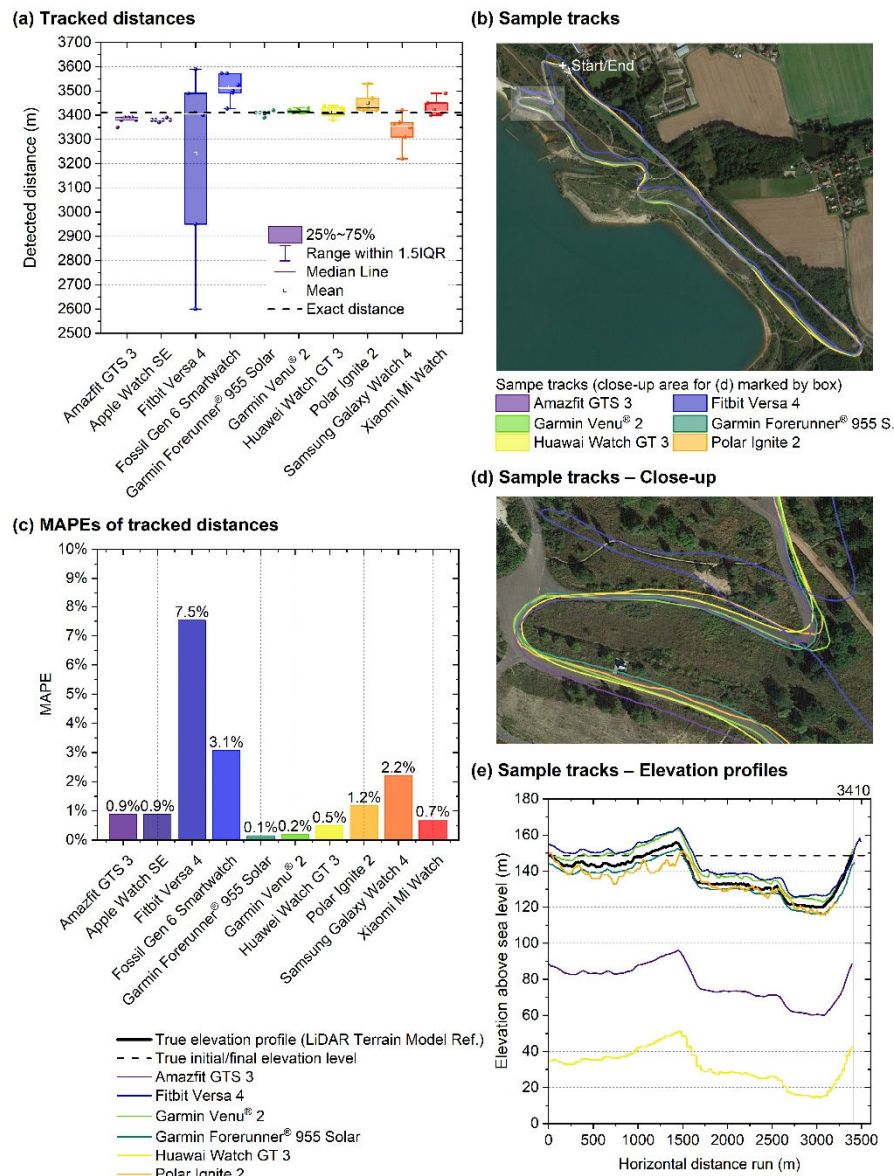 (a) Tracked distances
3700
3600
3500
3400
3300
3200
3100
3000
2900
2800
2700
2600
2500
Detected distance (m)
25%~75%
Range within 1.5IQR
Median Line
Mean
Exact distance
Amazfit GTS 3
Apple Watch SE
Fitbit Versa 4
Fossil Gen 6 Smartwatch
Garmin Forerunner® 955 Solar
Garmin Venu® 2
Huawei Watch GT 3
Polar Ignite 2
Samsung Galaxy Watch 4
Xiaomi Mi Watch
(b) Sample tracks
Start/End
Sampe tracks (close-up area for (d) marked by box)
Amazfit GTS 3
Fitbit Versa 4
Garmin Venu® 2
Garmin Forerunner® 955 S.
Huawai Watch GT 3
Polar Ignite 2
(c) MAPEs of tracked distances
10%
9%
8%
7%
6%
5%
4%
3%
2%
1%
0%
MAPE
0.9%
0.9%
7.5%
3.1%
0.1%
0.2%
0.5%
1.2%
2.2%
0.7%
Amazfit GTS 3
Apple Watch SE
Fitbit Versa 4
Fossil Gen 6 Smartwatch
Garmin Forerunner® 955 Solar
Garmin Venu® 2
Huawei Watch GT 3
Polar Ignite 2
Samsung Galaxy Watch 4
Xiaomi Mi Watch
(d) Sample tracks – Close-up
(e) Sample tracks – Elevation profiles
3410
180
160
140
120
100
80
60
40
20
0
Elevation above sea level (m)
0
500
1000
1500
2000
2500
3000
3500
Horizontal distance run (m)
True elevation profile (LiDAR Terrain Model Ref.)
True initial/final elevation level
Amazfit GTS 3
Fitbit Versa 4
Garmin Venu® 2
Garmin Forerunner® 955 Solar
Huawai Watch GT 3
Polar Ignite 2